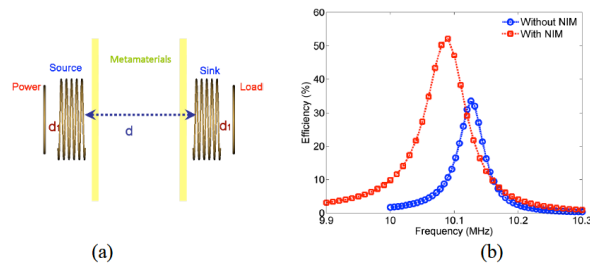 Source
Metamaterials
Sink
Power
Load
d₁
d
d₁
(a)
60
50
40
30
20
10
0
Efficiency (%)
Without NIM
With NIM
9.9
10
10.1
10.2
10.3
Frequency (MHz)
(b)